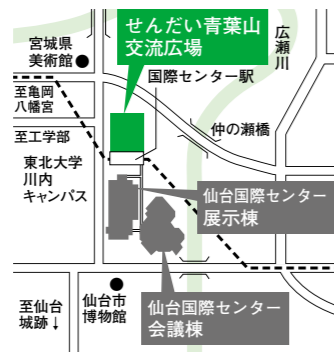 せんだい青葉山
交流広場
宮城県
美術館
国際センター駅
広瀬川
至亀岡
八幡宮
至工学部
仲の瀬橋
東北大学
川内
キャンパス
仙台国際センター
展示棟
至仙台
城跡↓
仙台市
博物館
仙台国際センター
会議棟